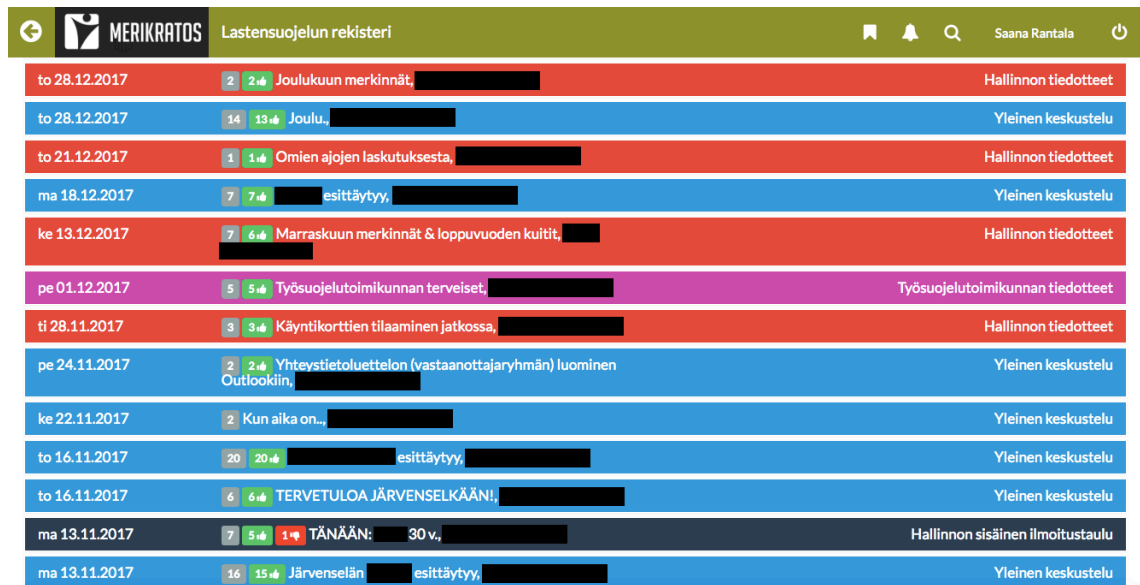 MERIKRATOS Lastensuojelun rekisteri Saana Rantala
to 28.12.2017 2 2 Joulukuun merkinnät, Hallinnon tiedotteet
to 28.12.2017 14 13 Joulu., Yleinen keskustelu
to 21.12.2017 1 1 Omien ajojen laskutuksesta, Hallinnon tiedotteet
ma 18.12.2017 7 7 esittäytyy, Yleinen keskustelu
ke 13.12.2017 7 6 Marraskuun merkinnät & loppuvuoden kuitit, Hallinnon tiedotteet
pe 01.12.2017 5 5 Työsuojelutoimikunnan terveiset, Työsuojelutoimikunnan tiedotteet
ti 28.11.2017 3 3 Käyntikorttien tilaaminen jatkossa, Hallinnon tiedotteet
pe 24.11.2017 2 2 Yhteystietoluettelon (vastaanottajaryhmän) luominen Yleinen keskustelu
Outlookiin,
ke 22.11.2017 2 Kun aika on.., Yleinen keskustelu
to 16.11.2017 20 20 esittäytyy, Yleinen keskustelu
to 16.11.2017 6 6 TERVETULOA JÄRVENSELKÄÄN!, Yleinen keskustelu
ma 13.11.2017 7 5 1 TÄNÄÄN: 30 v., Hallinnon sisäinen ilmoitustaulu
ma 13.11.2017 16 15 Järvenselän esittäytyy, Yleinen keskustelu